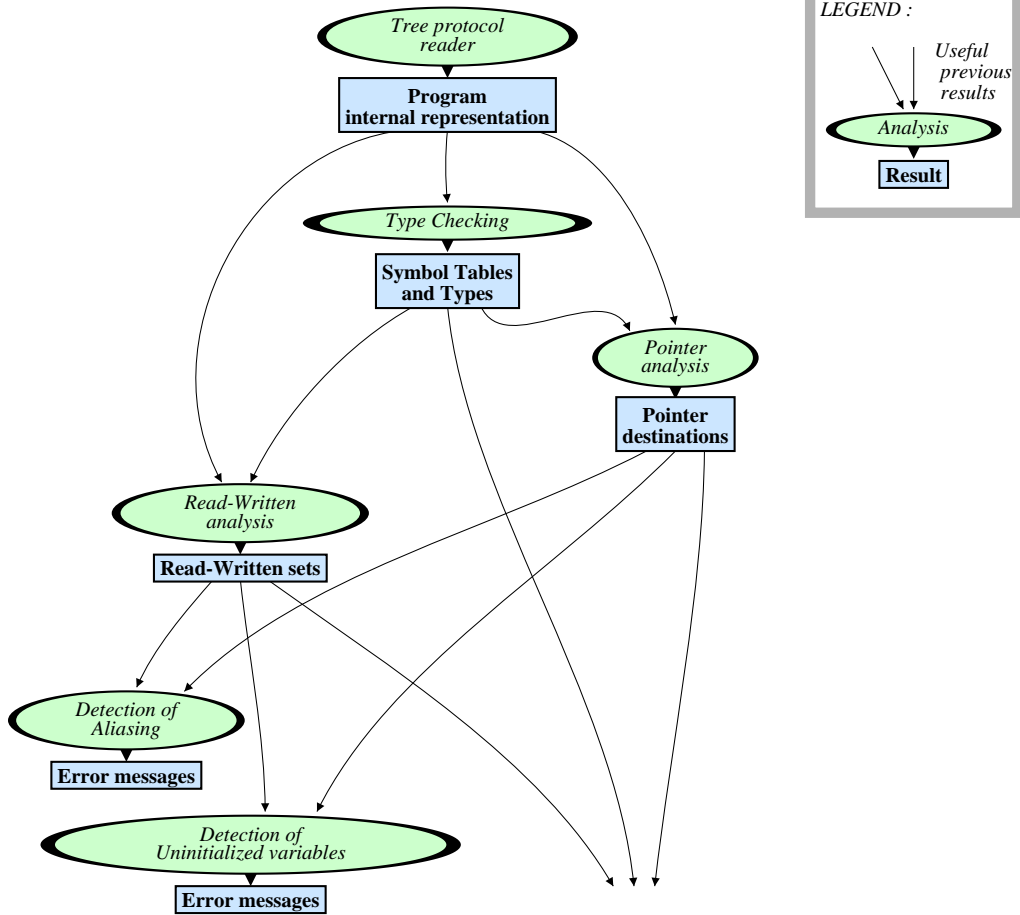 Tree protocol
reader
Program
internal representation
Type Checking
Symbol Tables
and Types
Pointer
analysis
Pointer
destinations
Read-Written
analysis
Read-Written sets
Detection of
Aliasing
Error messages
Detection of
Uninitialized variables
Error messages
LEGEND :
Useful
previous
results
Analysis
Result